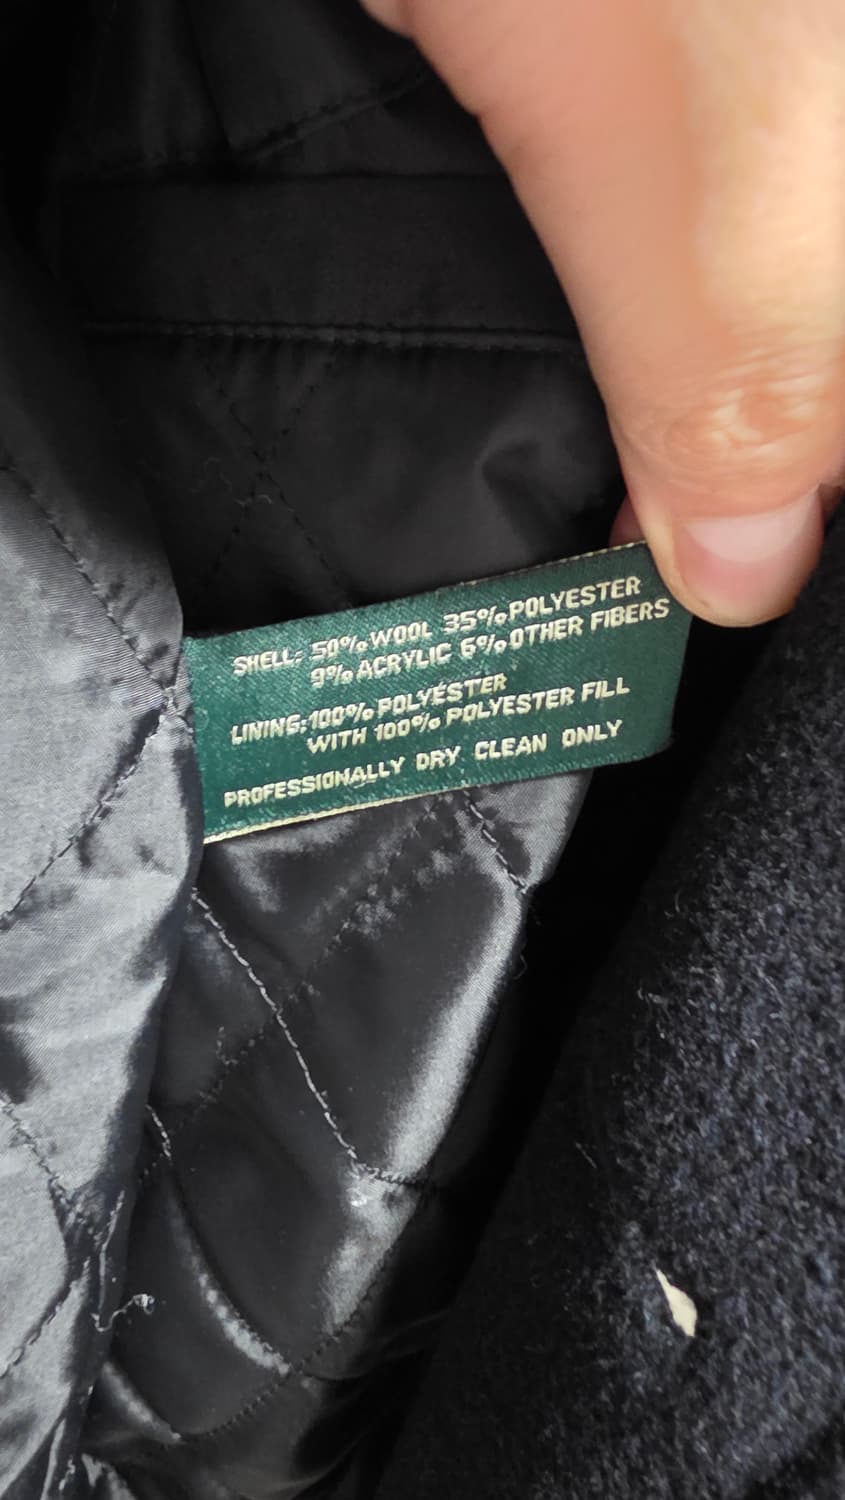 SHELL: 50% WOOL 35% POLYESTER
9% ACRYLIC 6% OTHER FIBERS
LINING: 100% POLYESTER
WITH 100% POLYESTER FILL
PROFESSIONALLY DRY CLEAN ONLY